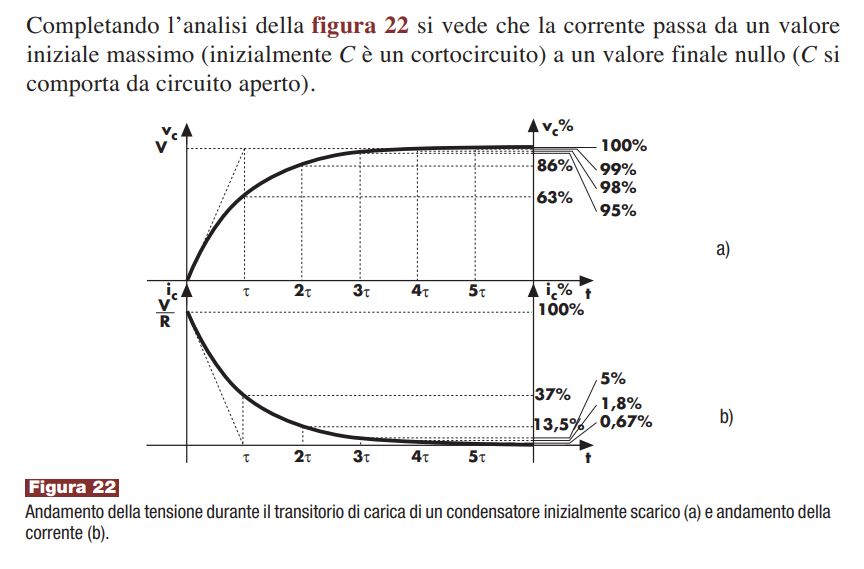 Completando l'analisi della figura 22 si vede che la corrente passa da un valore
iniziale massimo (inizialmente C è un cortocircuito) a un valore finale nullo (C si
comporta da circuito aperto).
vc
V
vc%
100%
86%
99%
98%
63%
95%
a)
τ 2τ 3τ 4τ 5τ t
ic
V
R
ic%
100%
37%
5%
1,8%
13,5%
0,67%
b)
τ 2τ 3τ 4τ 5τ t
Figura 22
Andamento della tensione durante il transitorio di carica di un condensatore inizialmente scarico (a) e andamento della
corrente (b).